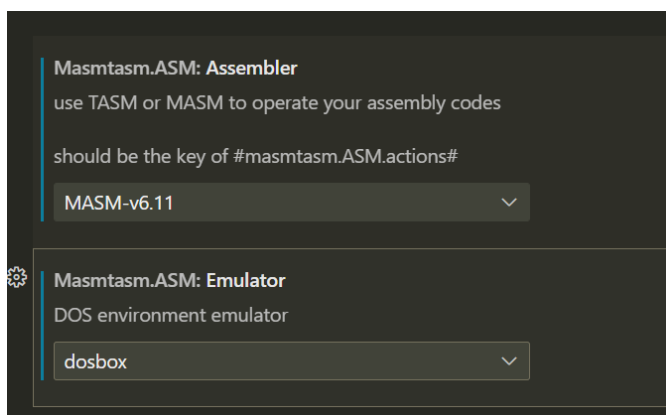 Masmtasm.ASM: Assembler
use TASM or MASM to operate your assembly codes
should be the key of #masmtasm.ASM.actions#
MASM-v6.11
Masmtasm.ASM: Emulator
DOS environment emulator
dosbox